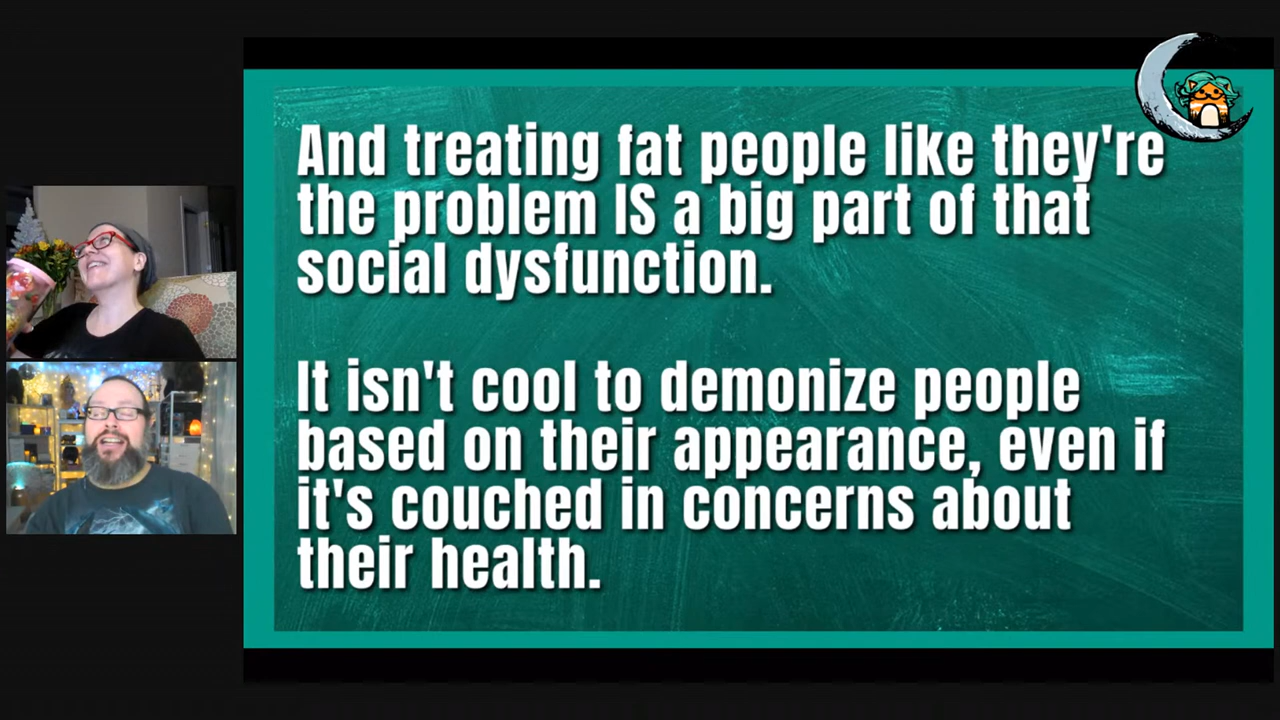 And treating fat people like they're
the problem IS a big part of that
social dysfunction.
It isn't cool to demonize people
based on their appearance, even if
it's couched in concerns about
their health.